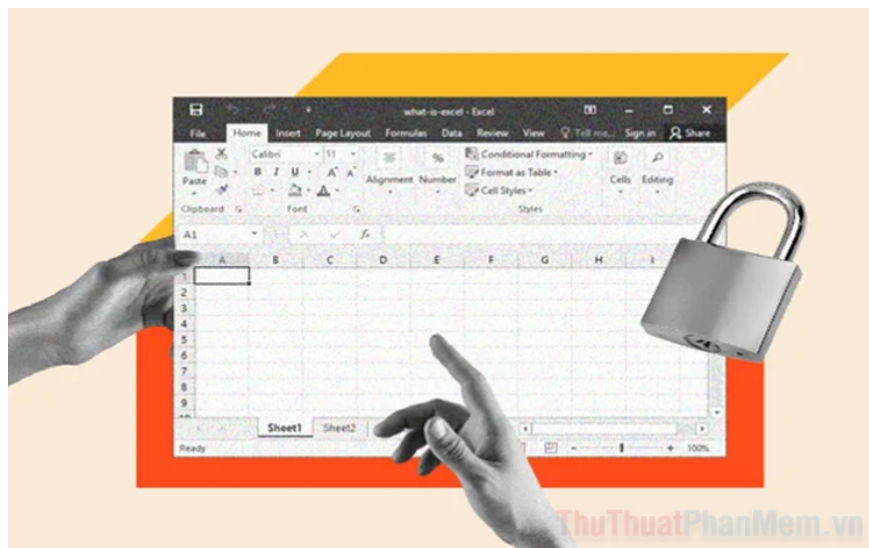 what-is-excel - Excel
File Home Insert Page Layout Formulas Data Review View Tell me... Sign in Share
Calibri 11 % Conditional Formatting
Paste B I U A A Alignment Number Format as Table Cells Editing
A Cell Styles
Clipboard Font Styles
A1 fx
A B C D E F G H I
1
2
3
4
5
6
7
8
9
10
Sheet1 Sheet2
Ready 100%
ThuThuatPhanMem.vn